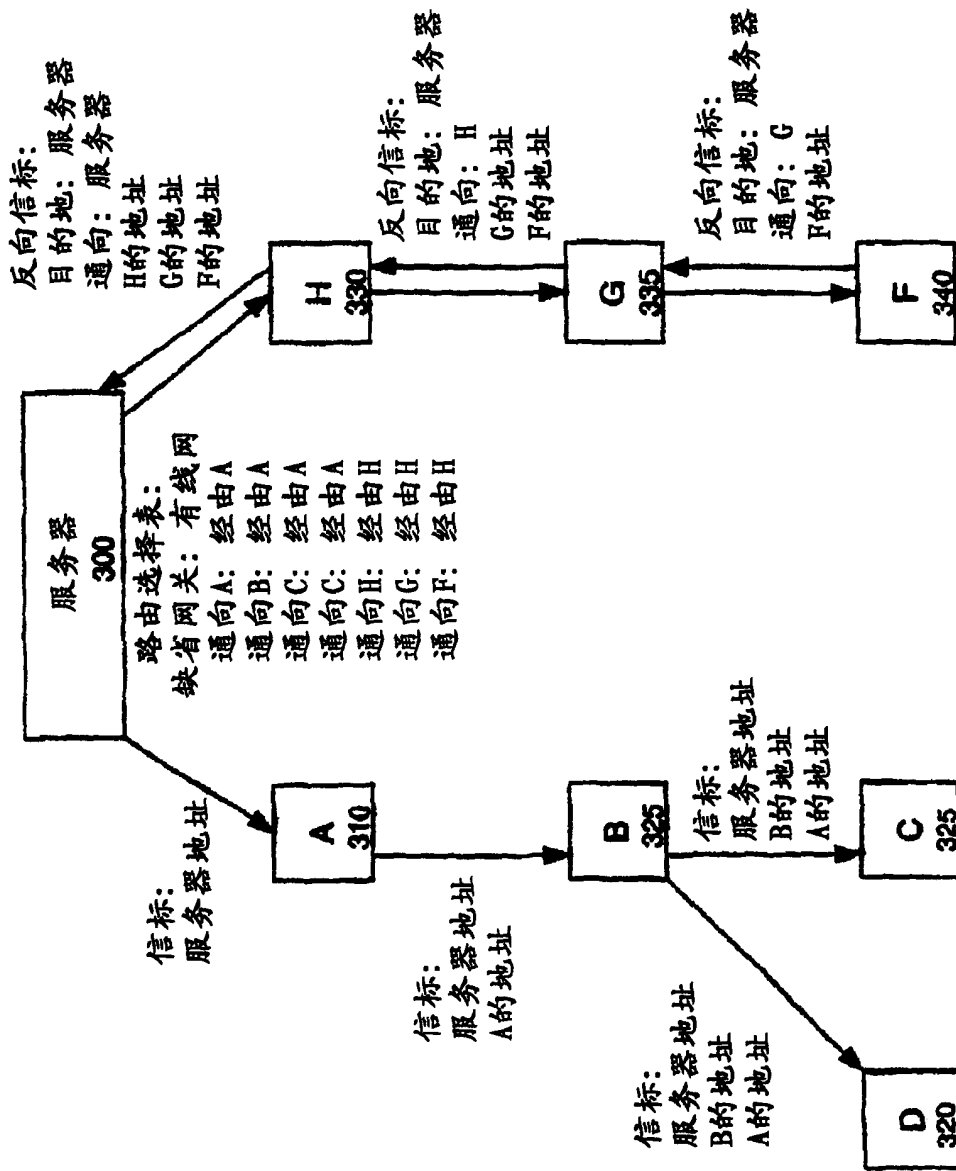 服务器
300
路由选择表:
缺省网关: 有线网
通向A: 经由A
通向B: 经由A
通向C: 经由A
通向C: 经由A
通向H: 经由H
通向G: 经由H
通向F: 经由H
信标:
服务器地址
A
310
信标:
服务器地址
A的地址
B
325
信标:
服务器地址
B的地址
A的地址
D
320
信标:
服务器地址
B的地址
A的地址
C
325
反向信标:
目的地: 服务器
通向: 服务器
H的地址
G的地址
F的地址
H
330
反向信标:
目的地: 服务器
通向: H
G的地址
F的地址
G
335
反向信标:
目的地: 服务器
通向: G
F的地址
F
340